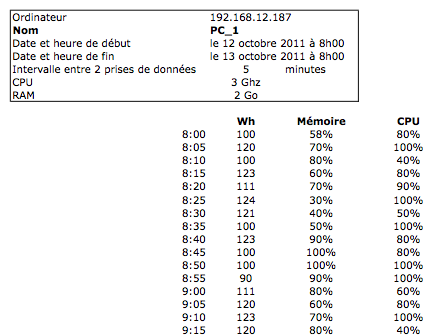 Ordinateur 192.168.12.187
Nom PC_1
Date et heure de début le 12 octobre 2011 à 8h00
Date et heure de fin le 13 octobre 2011 à 8h00
Intervalle entre 2 prises de données 5 minutes
CPU 3 Ghz
RAM 2 Go
Wh Mémoire CPU
8:00 100 58% 80%
8:05 120 70% 100%
8:10 100 80% 40%
8:15 123 60% 80%
8:20 111 70% 90%
8:25 124 30% 100%
8:30 121 40% 50%
8:35 100 50% 100%
8:40 123 90% 80%
8:45 100 100% 80%
8:50 100 100% 100%
8:55 90 90% 100%
9:00 111 80% 60%
9:05 120 60% 80%
9:10 123 70% 100%
9:15 120 80% 40%